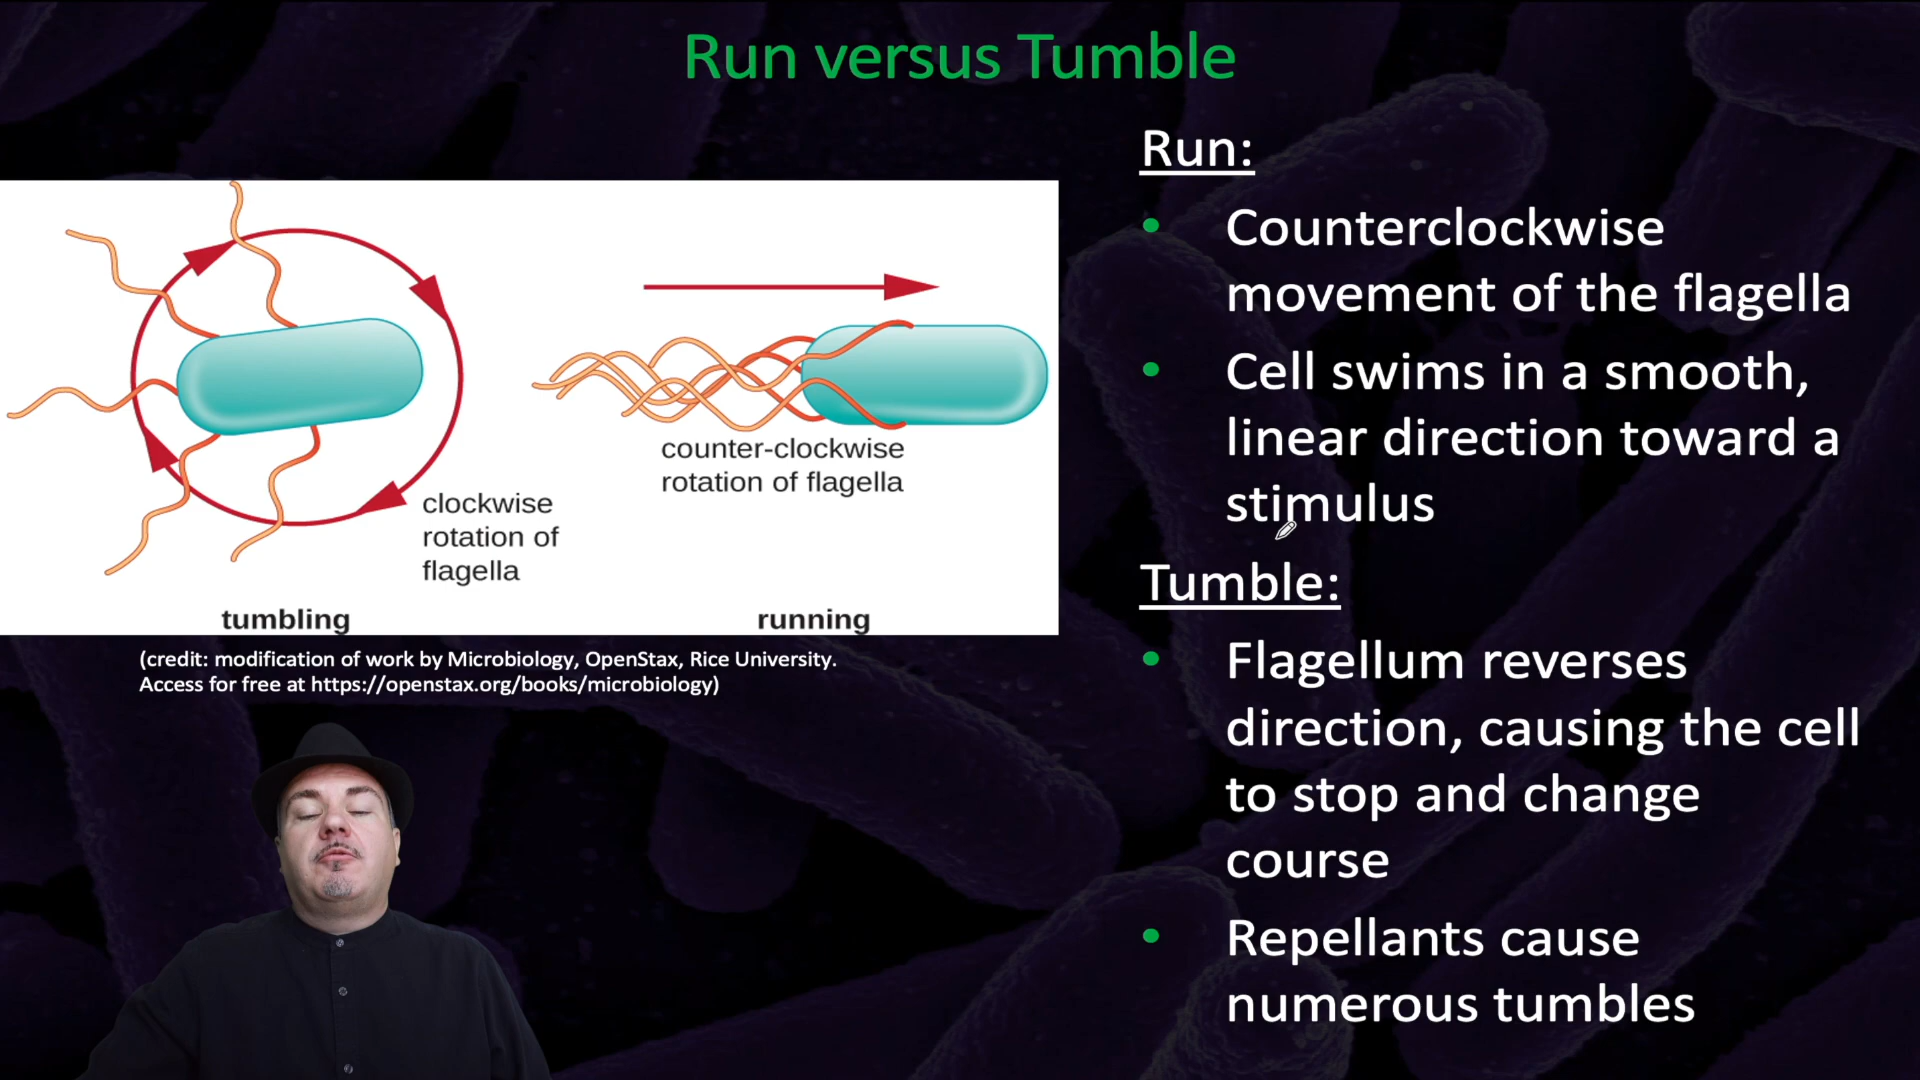 Run versus Tumble
clockwise
rotation of
flagella
tumbling
counter-clockwise
rotation of flagella
running
(credit: modification of work by Microbiology, OpenStax, Rice University.
Access for free at https://openstax.org/books/microbiology)
Run:
• Counterclockwise
movement of the flagella
• Cell swims in a smooth,
linear direction toward a
stimulus
Tumble:
• Flagellum reverses
direction, causing the cell
to stop and change
course
• Repellants cause
numerous tumbles